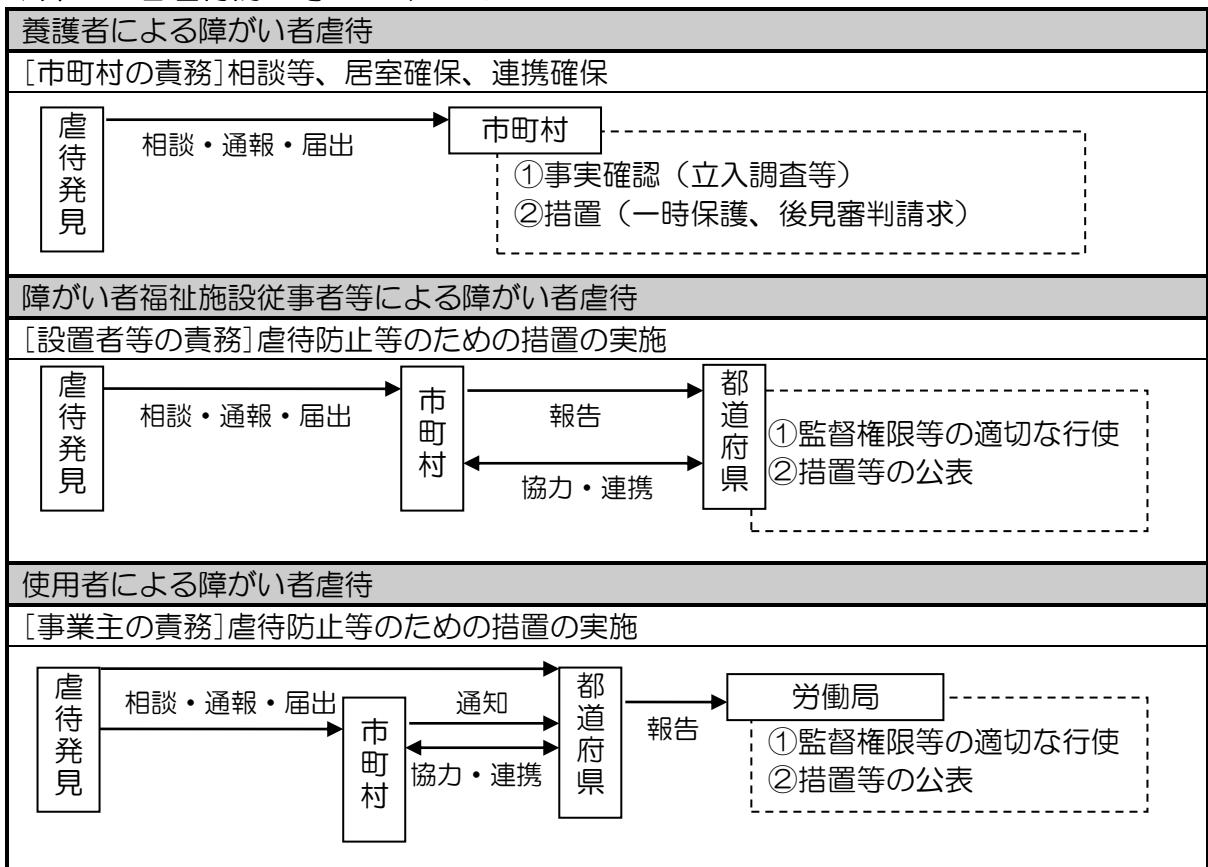 養護者による障がい者虐待
[市町村の責務]相談等、居室確保、連携確保
虐待発見
相談・通報・届出
市町村
①事実確認（立入調査等）
②措置（一時保護、後見審判請求）
障がい者福祉施設従事者等による障がい者虐待
[設置者等の責務]虐待防止等のための措置の実施
虐待発見
相談・通報・届出
市町村
報告
協力・連携
都道府県
①監督権限等の適切な行使
②措置等の公表
使用者による障がい者虐待
[事業主の責務]虐待防止等のための措置の実施
虐待発見
相談・通報・届出
市町村
通知
協力・連携
都道府県
報告
労働局
①監督権限等の適切な行使
②措置等の公表